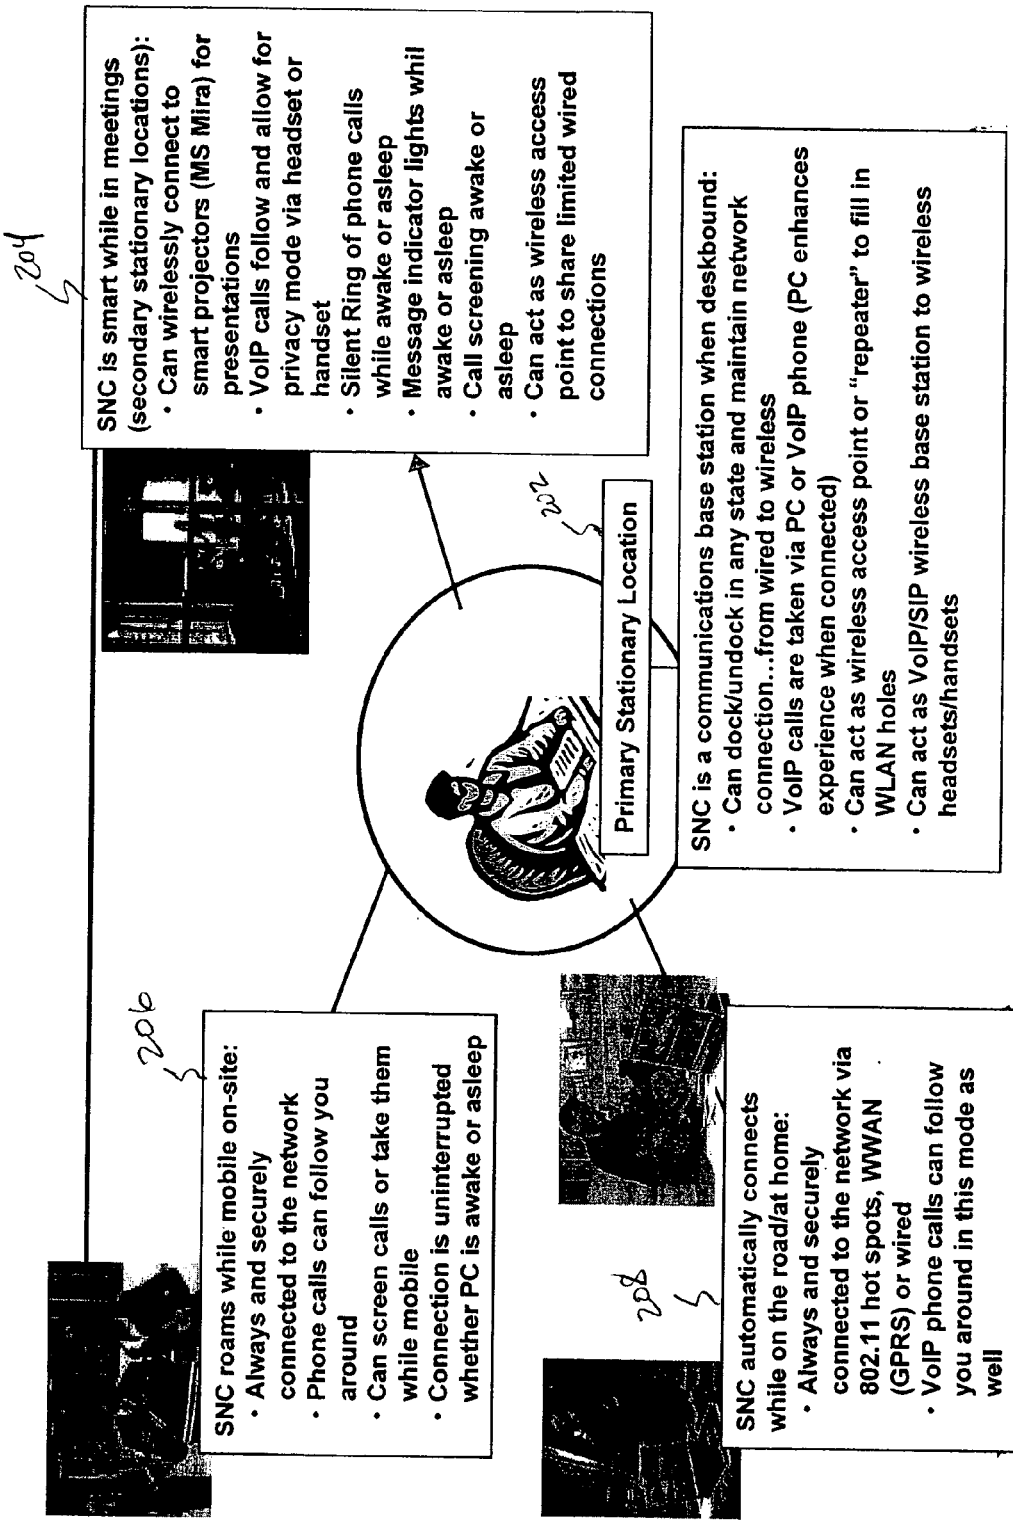 206
SNC roams while mobile on-site:
• Always and securely
connected to the network
• Phone calls can follow you
around
• Can screen calls or take them
while mobile
• Connection is uninterrupted
whether PC is awake or asleep
204
SNC is smart while in meetings
(secondary stationary locations):
• Can wirelessly connect to
smart projectors (MS Mira) for
presentations
• VoIP calls follow and allow for
privacy mode via headset or
handset
• Silent Ring of phone calls
while awake or asleep
• Message indicator lights whil
awake or asleep
• Call screening awake or
asleep
• Can act as wireless access
point to share limited wired
connections
202
Primary Stationary Location
208
SNC automatically connects
while on the road/at home:
• Always and securely
connected to the network via
802.11 hot spots, WWAN
(GPRS) or wired
• VoIP phone calls can follow
you around in this mode as
well
SNC is a communications base station when deskbound:
• Can dock/undock in any state and maintain network
connection...from wired to wireless
• VoIP calls are taken via PC or VoIP phone (PC enhances
experience when connected)
• Can act as wireless access point or “repeater” to fill in
WLAN holes
• Can act as VoIP/SIP wireless base station to wireless
headsets/handsets